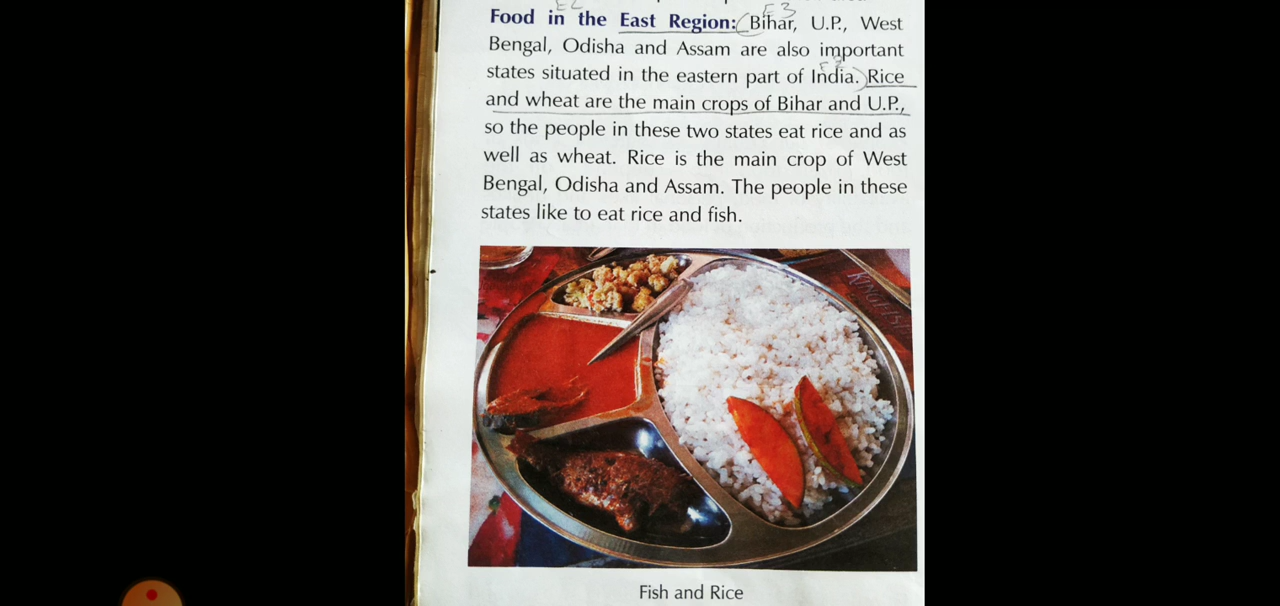 Food in the East Region: Bihar, U.P., West
Bengal, Odisha and Assam are also important
states situated in the eastern part of India. Rice
and wheat are the main crops of Bihar and U.P.,
so the people in these two states eat rice and as
well as wheat. Rice is the main crop of West
Bengal, Odisha and Assam. The people in these
states like to eat rice and fish.
Fish and Rice